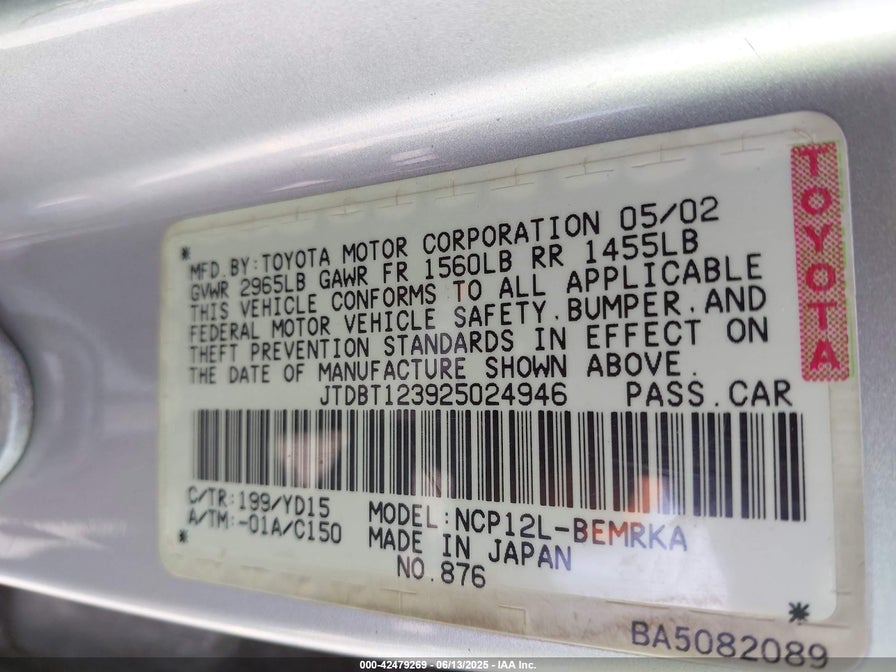 *
MFD.BY:TOYOTA MOTOR CORPORATION 05/02
GVWR 2965LB GAWR FR 1560LB RR 1455LB
THIS VEHICLE CONFORMS TO ALL APPLICABLE
FEDERAL MOTOR VEHICLE SAFETY,BUMPER,AND
THEFT PREVENTION STANDARDS IN EFFECT ON
THE DATE OF MANUFACTURE SHOWN ABOVE.
JTDBT123925024946 PASS.CAR
C/TR:199/YD15
A/TM:-01A/C150
*
MODEL:NCP12L-BEMRKA
MADE IN JAPAN
NO.876
*
BA5082089
TOYOTA
000-42479269 - 06/13/2025 - IAA Inc.